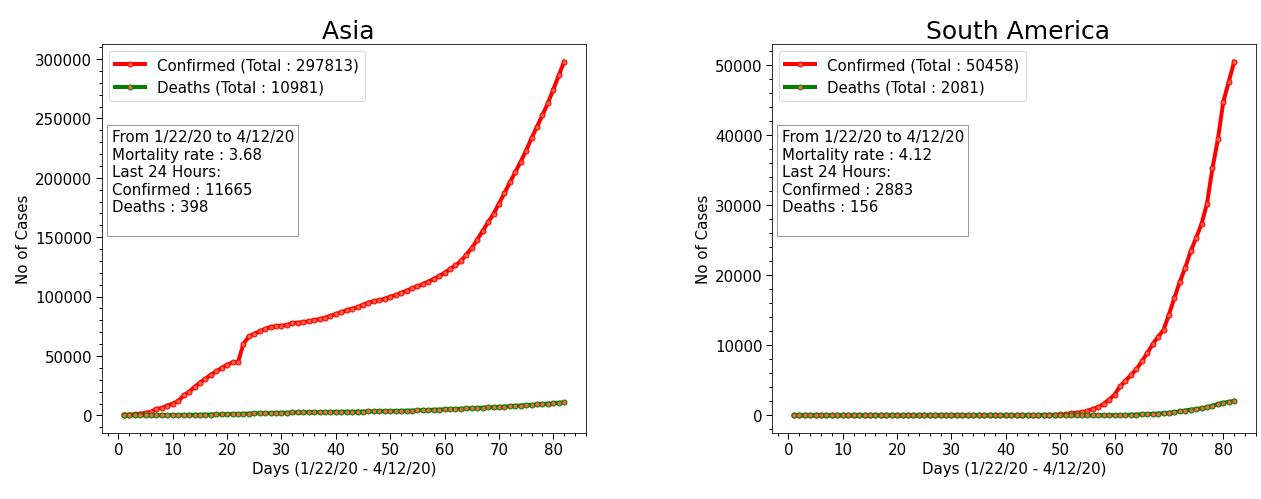 Asia
Confirmed (Total : 297813)
Deaths (Total : 10981)
From 1/22/20 to 4/12/20
Mortality rate : 3.68
Last 24 Hours:
Confirmed : 11665
Deaths : 398
No of Cases
300000
250000
200000
150000
100000
50000
0
0 10 20 30 40 50 60 70 80
Days (1/22/20 - 4/12/20)
South America
Confirmed (Total : 50458)
Deaths (Total : 2081)
From 1/22/20 to 4/12/20
Mortality rate : 4.12
Last 24 Hours:
Confirmed : 2883
Deaths : 156
No of Cases
50000
40000
30000
20000
10000
0
0 10 20 30 40 50 60 70 80
Days (1/22/20 - 4/12/20)